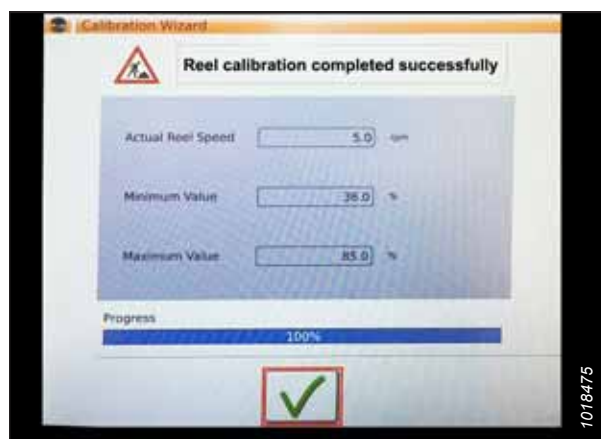 Calibration Wizard
Reel calibration completed successfully
Actual Reel Speed 5.0 rpm
Minimum Value 36.0 %
Maximum Value 85.0 %
Progress
100%
1018475